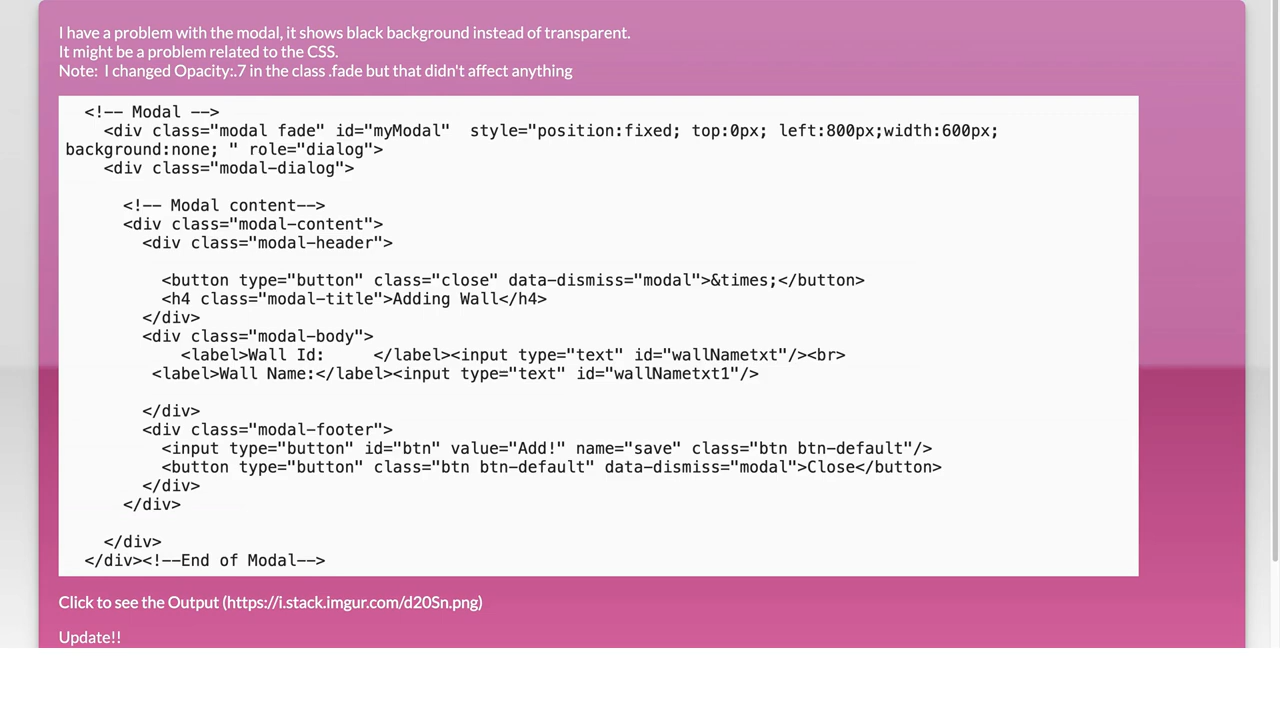 I have a problem with the modal, it shows black background instead of transparent.
It might be a problem related to the CSS.
Note:  I changed Opacity:.7 in the class .fade but that didn't affect anything
<!-- Modal -->
<div class="modal fade" id="myModal"  style="position:fixed; top:0px; left:800px;width:600px;
background:none; " role="dialog">
<div class="modal-dialog">
<!-- Modal content-->
<div class="modal-content">
<div class="modal-header">
<button type="button" class="close" data-dismiss="modal">&times;</button>
<h4 class="modal-title">Adding Wall</h4>
</div>
<div class="modal-body">
<label>Wall Id:     </label><input type="text" id="wallNametxt"/><br>
<label>Wall Name:</label><input type="text" id="wallNametxt1"/>
</div>
<div class="modal-footer">
<input type="button" id="btn" value="Add!" name="save" class="btn btn-default"/>
<button type="button" class="btn btn-default" data-dismiss="modal">Close</button>
</div>
</div>
</div>
</div><!--End of Modal-->
Click to see the Output (https://i.stack.imgur.com/d20Sn.png)
Update!!